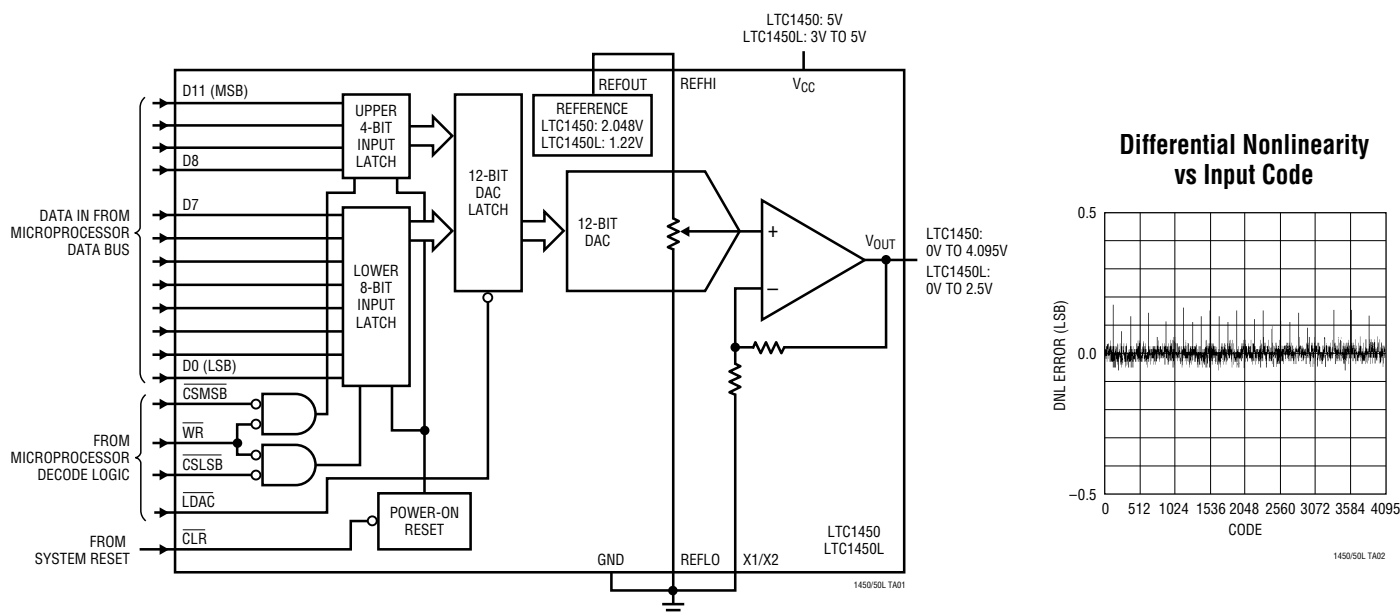 LTC1450: 5V
LTC1450L: 3V TO 5V
REFOUT
REFHI
VCC
D11 (MSB)
UPPER
4-BIT
INPUT
LATCH
REFERENCE
LTC1450: 2.048V
LTC1450L: 1.22V
D8
12-BIT
DAC
LATCH
D7
DATA IN FROM
MICROPROCESSOR
DATA BUS
12-BIT
DAC
+
–
VOUT
LTC1450:
0V TO 4.095V
LTC1450L:
0V TO 2.5V
LOWER
8-BIT
INPUT
LATCH
D0 (LSB)
CSMSB
WR
FROM
MICROPROCESSOR
DECODE LOGIC
CSLSB
LDAC
POWER-ON
RESET
CLR
FROM
SYSTEM RESET
LTC1450
LTC1450L
GND
REFLO
X1/X2
1450/50L TA01
Differential Nonlinearity
vs Input Code
0.5
0.0
–0.5
DNL ERROR (LSB)
0 512 1024 1536 2048 2560 3072 3584 4095
CODE
1450/50L TA02